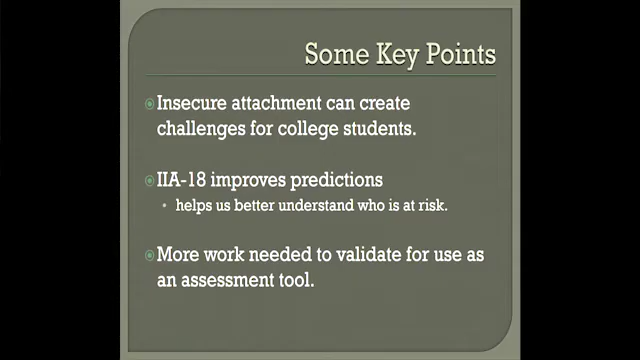 Some Key Points
Insecure attachment can create
challenges for college students.
IIA-18 improves predictions
helps us better understand who is at risk.
More work needed to validate for use as
an assessment tool.